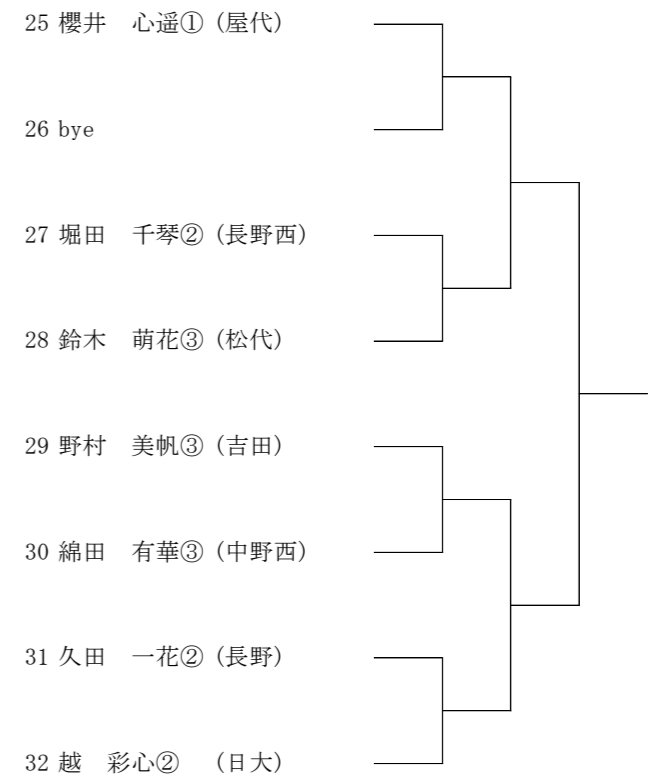 25 櫻井　心遥①（屋代）
26 bye
27 堀田　千琴②（長野西）
28 鈴木　萌花③（松代）
29 野村　美帆③（吉田）
30 綿田　有華③（中野西）
31 久田　一花②（長野）
32 越　彩心②　（日大）